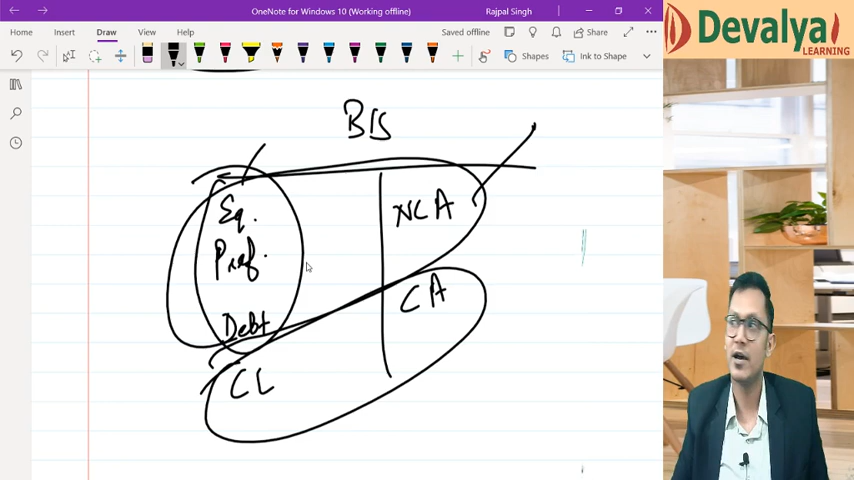 OneNote for Windows 10 (Working offline)
Rajpal Singh
Home Insert Draw View Help
Saved offline
Share
Shapes
Ink to Shape
Devalya
LEARNING
B/S
Eq.
Pref.
Debt
CL
NCA
CA